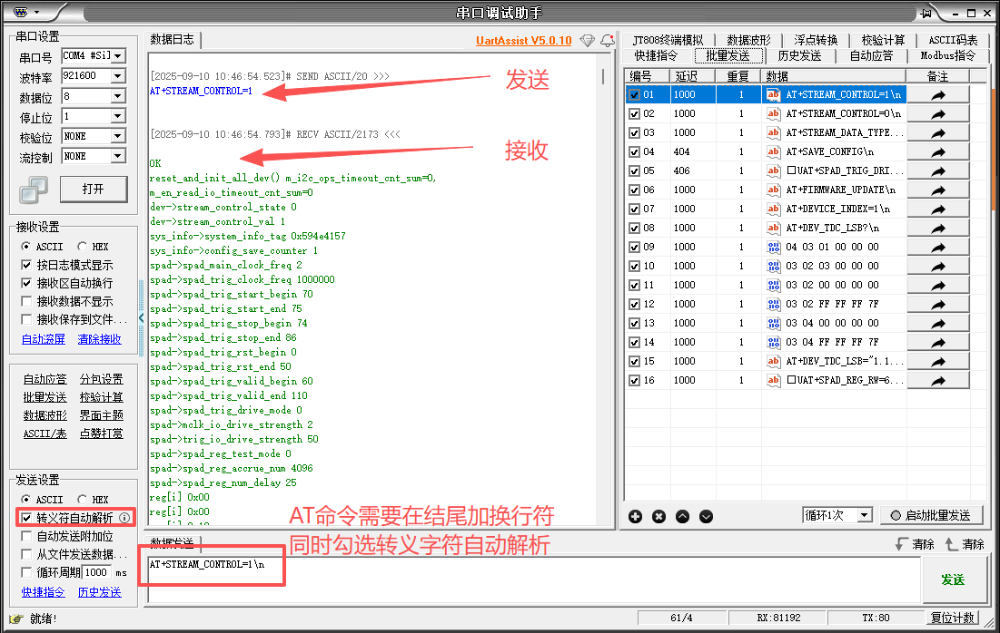 串口调试助手
串口设置
串口号 COM4 #Sil
波特率 921600
数据位 8
停止位 1
校验位 NONE
流控制 NONE
打开
接收设置
ASCII HEX
按日志模式显示
接收区自动换行
接收数据不显示
接收保存到文件...
自动滚屏 清除接收
自动应答 分包设置
批量发送 校验计算
数据波形 界面主题
ASCII/表 点赞打赏
发送设置
ASCII HEX
转义符自动解析
自动发送附加位
从文件发送数据...
循环周期 1000 ms
快捷指令 历史发送
就绪!
数据日志
UartAssist V5.0.10
[2025-09-10 10:46:54.523]# SEND ASCII/20 >>>
AT+STREAM_CONTROL=1
发送
[2025-09-10 10:46:54.793]# RECV ASCII/2173 <<<
接收
OK
reset_and_init_all_dev() m_i2c_ops_timeout_cnt_sum=0,
m_en_read_io_timeout_cnt_sum=0
dev->stream_control_state 0
dev->stream_control_val 1
sys_info->system_info_tag 0x594e4157
sys_info->config_save_counter 1
spad->spad_main_clock_freq 2
spad->spad_trig_clock_freq 1000000
spad->spad_trig_start_begin 70
spad->spad_trig_start_end 75
spad->spad_trig_stop_begin 74
spad->spad_trig_stop_end 86
spad->spad_trig_rst_begin 0
spad->spad_trig_rst_end 50
spad->spad_trig_valid_begin 60
spad->spad_trig_valid_end 110
spad->spad_trig_drive_mode 0
spad->mclk_io_drive_strength 2
spad->trig_io_drive_strength 50
spad->spad_reg_test_mode 0
spad->spad_reg_accrue_num 4096
spad->spad_reg_num_delay 25
reg[i] 0x00
reg[i] 0x00
AT命令需要在结尾加换行符
同时勾选转义字符自动解析
数据发送
清除 清除
AT+STREAM_CONTROL=1\n
发送
JT808终端模拟 数据波形 浮点转换 校验计算 ASCII码表
快捷指令 批量发送 历史发送 自动应答 Modbus指令
编号 延迟 重复 数据 备注
01 1000 1 AT+STREAM_CONTROL=1\n
02 1000 1 AT+STREAM_CONTROL=0\n
03 1000 1 AT+STREAM_DATA_TYPE...
04 404 1 AT+SAVE_CONFIG\n
05 406 1 □UAT+SPAD_TRIG_DRI...
06 1000 1 AT+FIRMWARE_UPDATE\n
07 1000 1 AT+DEVICE_INDEX=1\n
08 1000 1 AT+DEV_TDC_LSB?\n
09 1000 1 04 03 01 00 00 00
10 1000 1 03 02 03 00 00 00
11 1000 1 03 02 00 00 00 00
12 1000 1 03 02 FF FF FF 7F
13 1000 1 03 04 00 00 00 00
14 1000 1 03 04 FF FF FF 7F
15 1000 1 AT+DEV_TDC_LSB="1.1...
16 1000 1 □UAT+SPAD_REG_RW=6...
循环1次 启动批量发送
61/4 RX:81192 TX:80 复位计数